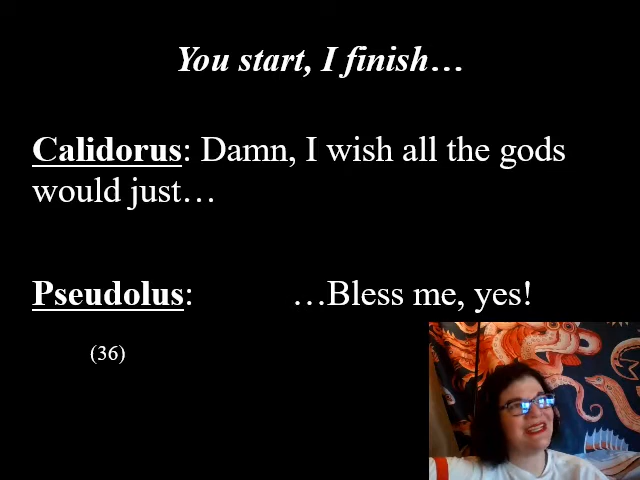 You start, I finish…
Calidorus: Damn, I wish all the gods
would just…
Pseudolus: …Bless me, yes!
(36)